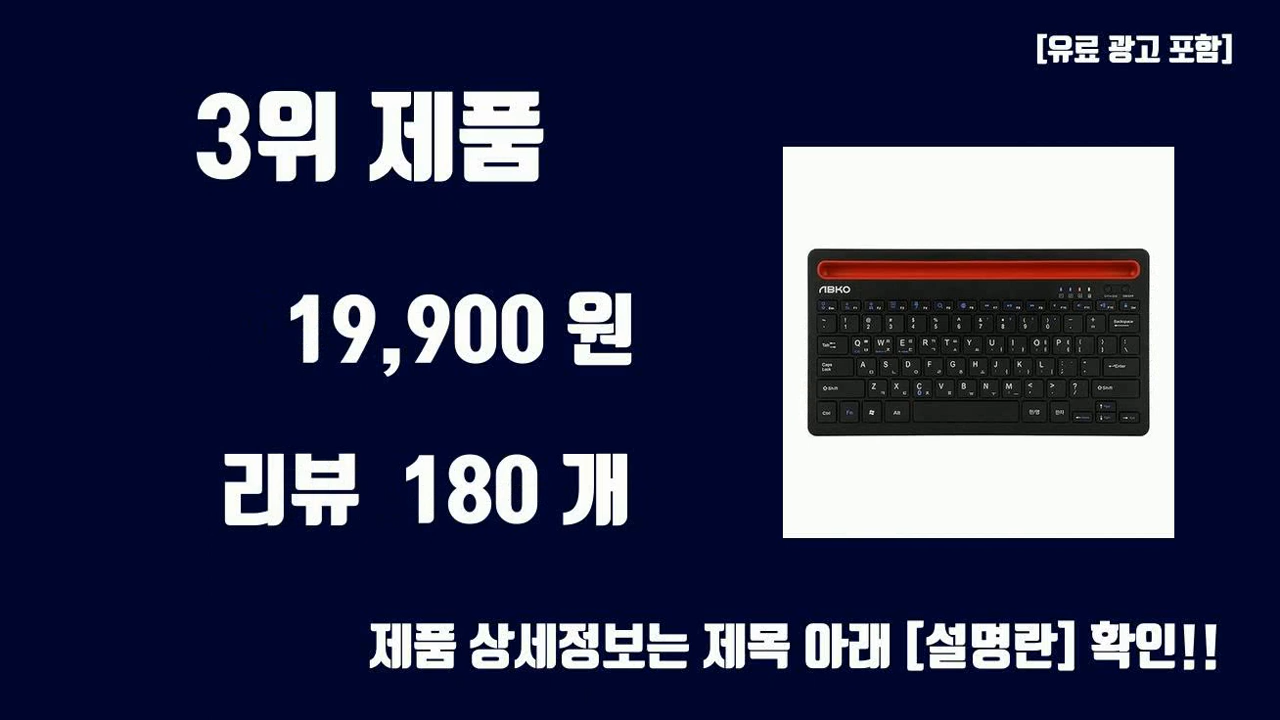 [유료 광고 포함]
3위 제품
19,900 원
리뷰 180 개
ABKO
제품 상세정보는 제목 아래 [설명란] 확인!!